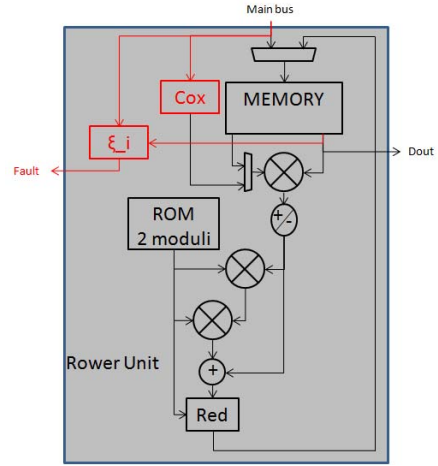 Main bus
Cox
MEMORY
ξ_i
Fault
Dout
+
-
ROM
2 moduli
Rower Unit
+
Red